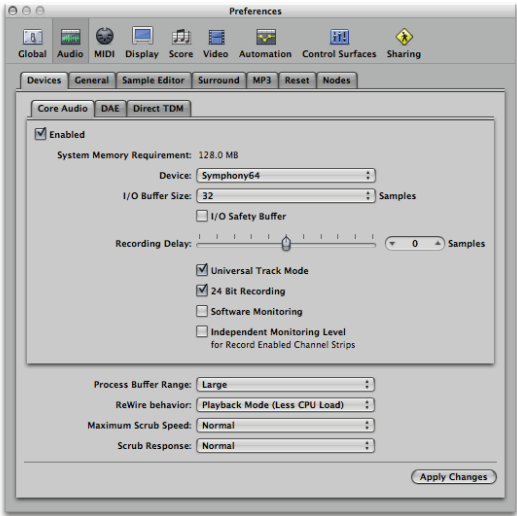 Preferences
Global Audio MIDI Display Score Video Automation Control Surfaces Sharing
Devices General Sample Editor Surround MP3 Reset Nodes
Core Audio DAE Direct TDM
Enabled
System Memory Requirement: 128.0 MB
Device: Symphony64
I/O Buffer Size: 32 Samples
I/O Safety Buffer
Recording Delay: 0 Samples
Universal Track Mode
24 Bit Recording
Software Monitoring
Independent Monitoring Level
for Record Enabled Channel Strips
Process Buffer Range: Large
ReWire behavior: Playback Mode (Less CPU Load)
Maximum Scrub Speed: Normal
Scrub Response: Normal
Apply Changes